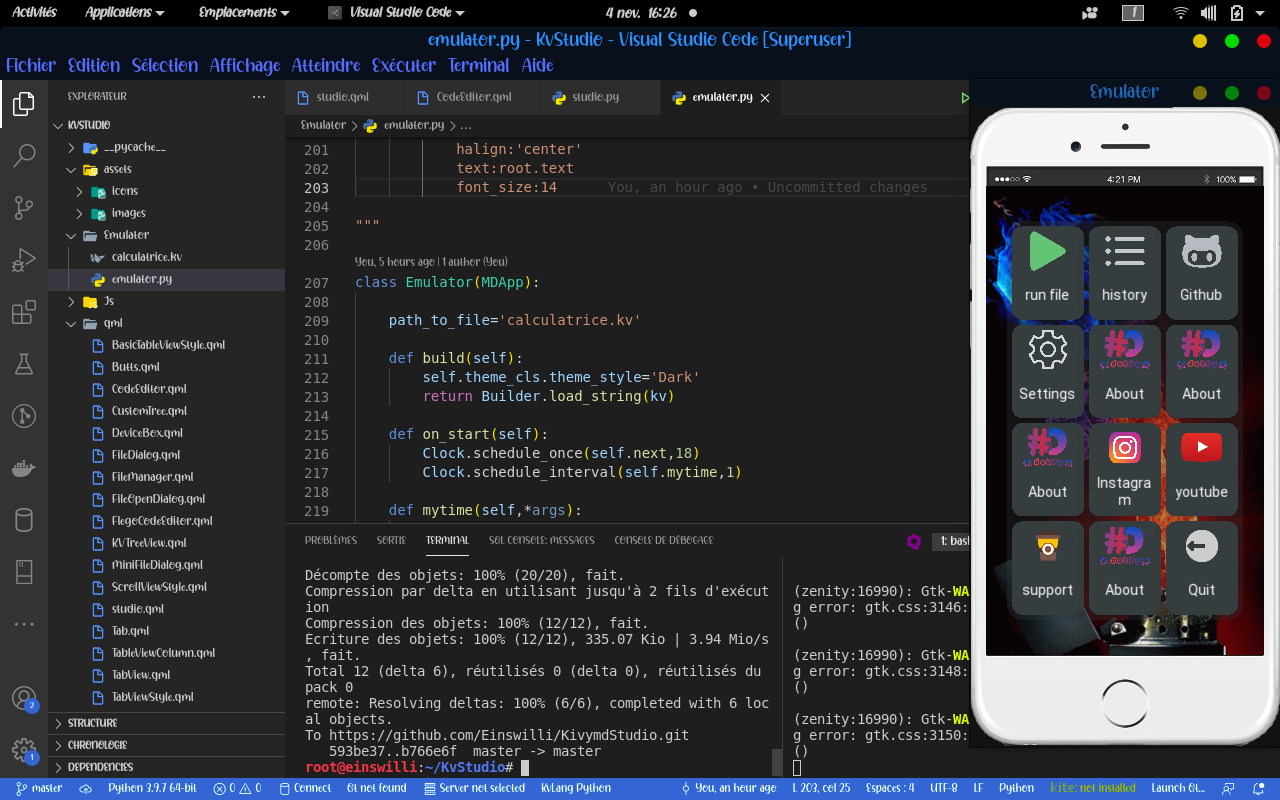 Activités Applications Emplacements Visual Studio Code 4 nov. 16:26 1
emulator.py - KvStudio - Visual Studio Code [Superuser]
Fichier Edition Sélection Affichage Atteindre Exécuter Terminal Aide
EXPLORATEUR ...
KVSTUDIO
__pycache__
assets
icons
images
Emulator
calculatrice.kv
emulator.py
Js
qml
BasicTableViewStyle.qml
Butts.qml
CodeEditor.qml
CustomTree.qml
DeviceBox.qml
FileDialog.qml
FileManager.qml
FileOpenDialog.qml
FlegoCodeEditor.qml
KVTreeView.qml
MiniFileDialog.qml
ScrollViewStyle.qml
studio.qml
Tab.qml
TableViewColumn.qml
TabView.qml
TabViewStyle.qml
STRUCTURE
CHRONOLOGIE
DEPENDENCIES
2
1
studio.qml CodeEditor.qml studio.py emulator.py
Emulator > emulator.py > ...
201 halign:'center'
202 text:root.text
203 font_size:14 You, an hour ago • Uncommitted changes
204
205 """
206
You, 5 hours ago | 1 author (You)
207 class Emulator(MDApp):
208
209 path_to_file='calculatrice.kv'
210
211 def build(self):
212 self.theme_cls.theme_style='Dark'
213 return Builder.load_string(kv)
214
215 def on_start(self):
216 Clock.schedule_once(self.next,18)
217 Clock.schedule_interval(self.mytime,1)
218
219 def mytime(self,*args):
PROBLÈMES SORTIE TERMINAL SQL CONSOLE: MESSAGES CONSOLE DE DÉBOGAGE 1: bas
Décompte des objets: 100% (20/20), fait.
Compression par delta en utilisant jusqu'à 2 fils d'exécut
ion
Compression des objets: 100% (12/12), fait.
Écriture des objets: 100% (12/12), 335.07 Kio | 3.94 Mio/s
, fait.
Total 12 (delta 6), réutilisés 0 (delta 0), réutilisés du
pack 0
remote: Resolving deltas: 100% (6/6), completed with 6 loc
al objects.
To https://github.com/Einswilli/KivymdStudio.git
593be37..b766e6f master -> master
root@einswilli:~/KvStudio#
(zenity:16990): Gtk-WA
g error: gtk.css:3146:
()
(zenity:16990): Gtk-WA
g error: gtk.css:3148:
()
(zenity:16990): Gtk-WA
g error: gtk.css:3150:
()
Emulator
4:21 PM 100%
run file history Github
Settings About About
About Instagra
m youtube
support About Quit
master Python 3.9.7 64-bit 0 0 Connect Qt not found Server not selected KvLang Python You, an hour ago L 203, col 25 Espaces : 4 UTF-8 LF Python kite: not installed Launch Qt...